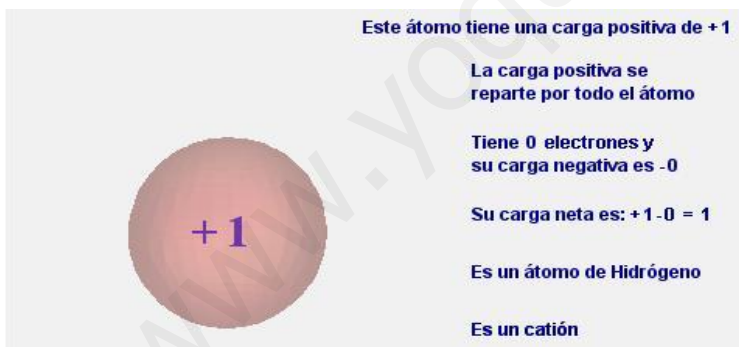 Este átomo tiene una carga positiva de +1
La carga positiva se
reparte por todo el átomo
Tiene 0 electrones y
su carga negativa es -0
+1
Su carga neta es: +1-0 = 1
Es un átomo de Hidrógeno
Es un catión